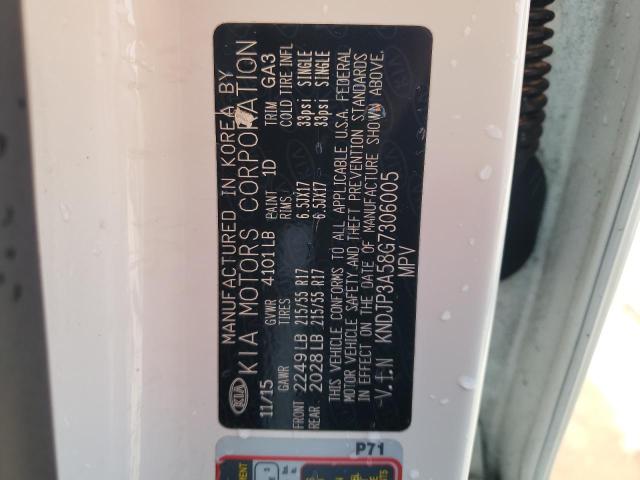 KIA
MANUFACTURED IN KOREA BY
KIA MOTORS CORPORATION
11/15 GVWR 4101LB PAINT 1D TRIM GA3
GAWR TIRES RIMS COLD TIRE INFL
FRONT 2249LB 215/55 R17 6.5JX17 33psi SINGLE
REAR 2028LB 215/55 R17 6.5JX17 33psi SINGLE
THIS VEHICLE CONFORMS TO ALL APPLICABLE U.S.A. FEDERAL
MOTOR VEHICLE SAFETY AND THEFT PREVENTION STANDARDS
IN EFFECT ON THE DATE OF MANUFACTURE SHOWN ABOVE.
V.I.N KNDJP3A58G7306005
MPV
P71